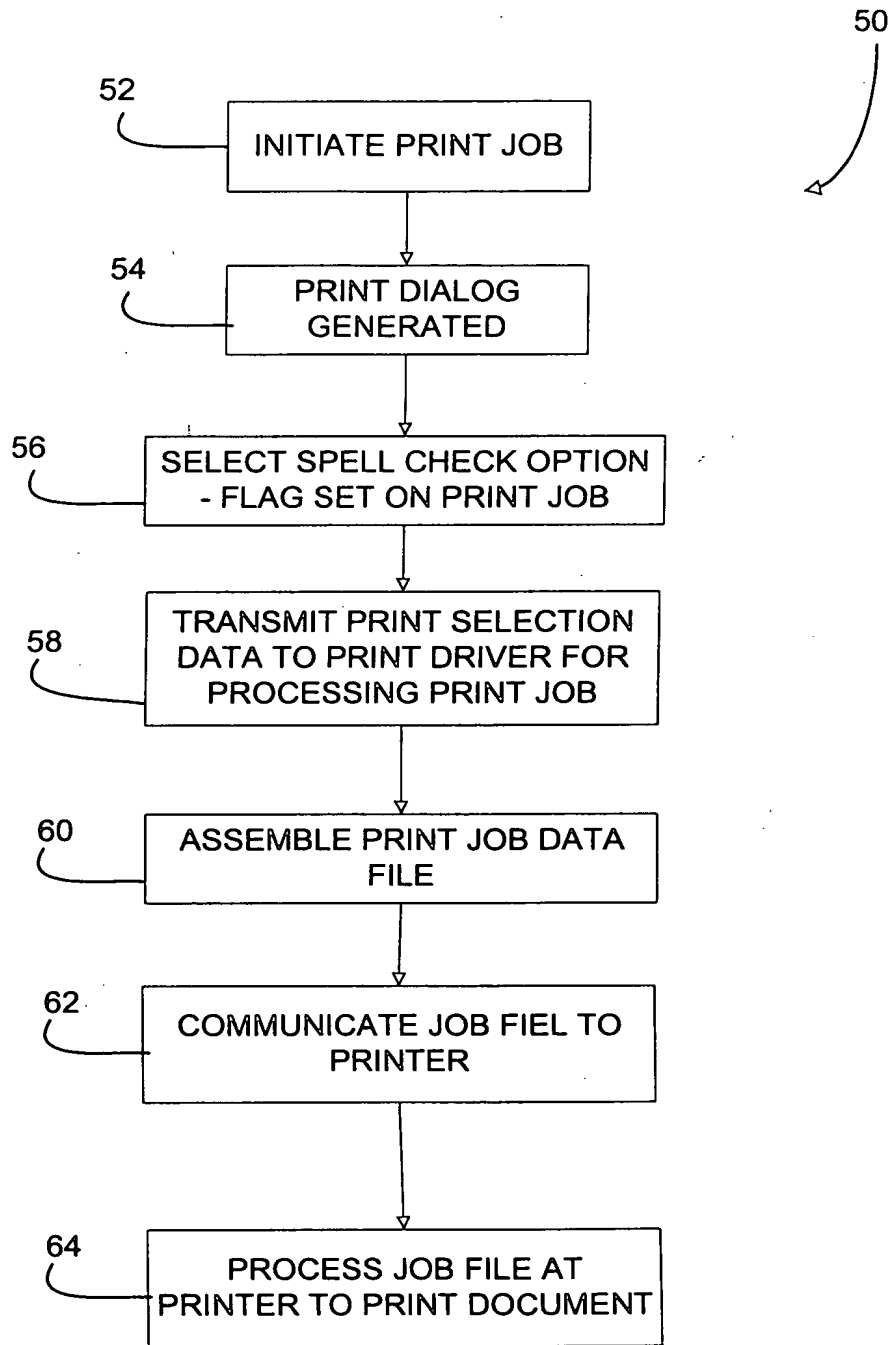 50
52
INITIATE PRINT JOB
54
PRINT DIALOG
GENERATED
56
SELECT SPELL CHECK OPTION
- FLAG SET ON PRINT JOB
58
TRANSMIT PRINT SELECTION
DATA TO PRINT DRIVER FOR
PROCESSING PRINT JOB
60
ASSEMBLE PRINT JOB DATA
FILE
62
COMMUNICATE JOB FIEL TO
PRINTER
64
PROCESS JOB FILE AT
PRINTER TO PRINT DOCUMENT